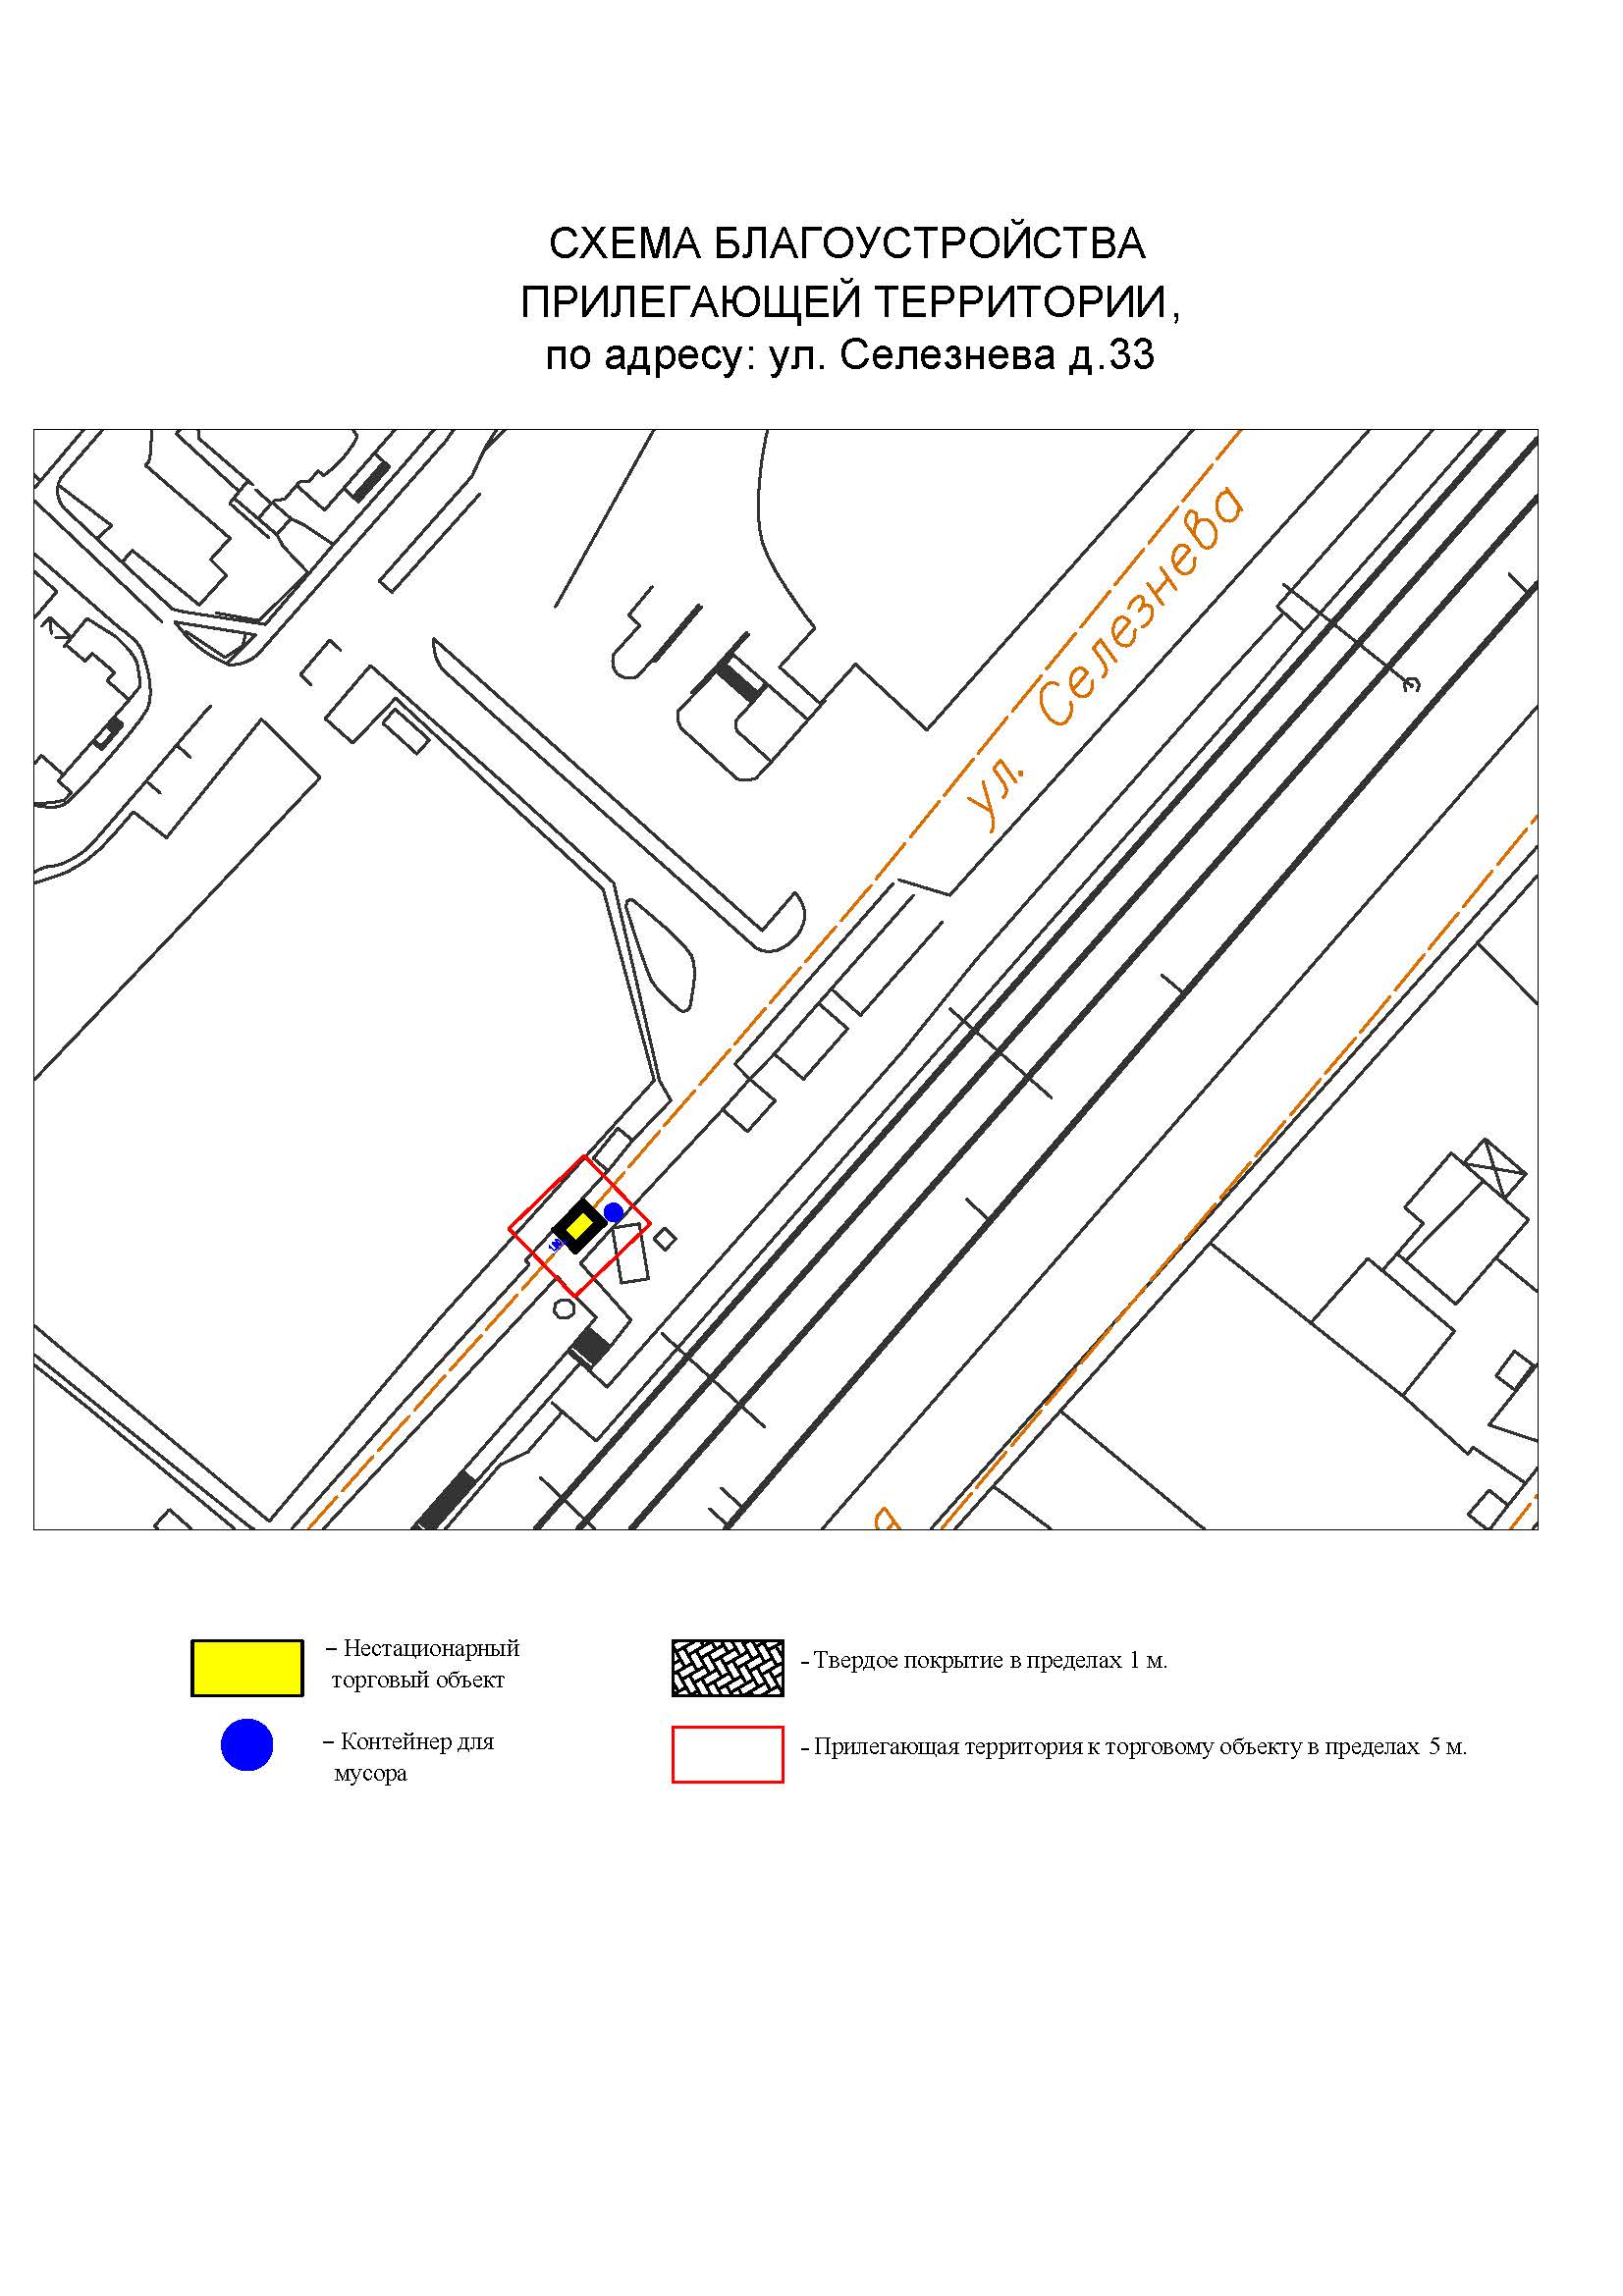 СХЕМА БЛАГОУСТРОЙСТВА
ПРИЛЕГАЮЩЕЙ ТЕРРИТОРИИ,
по адресу: ул. Селезнева д.33
ул. Селезнева
я
– Нестационарный
торговый объект
– Твердое покрытие в пределах 1 м.
– Контейнер для
мусора
– Прилегающая территория к торговому объекту в пределах 5 м.